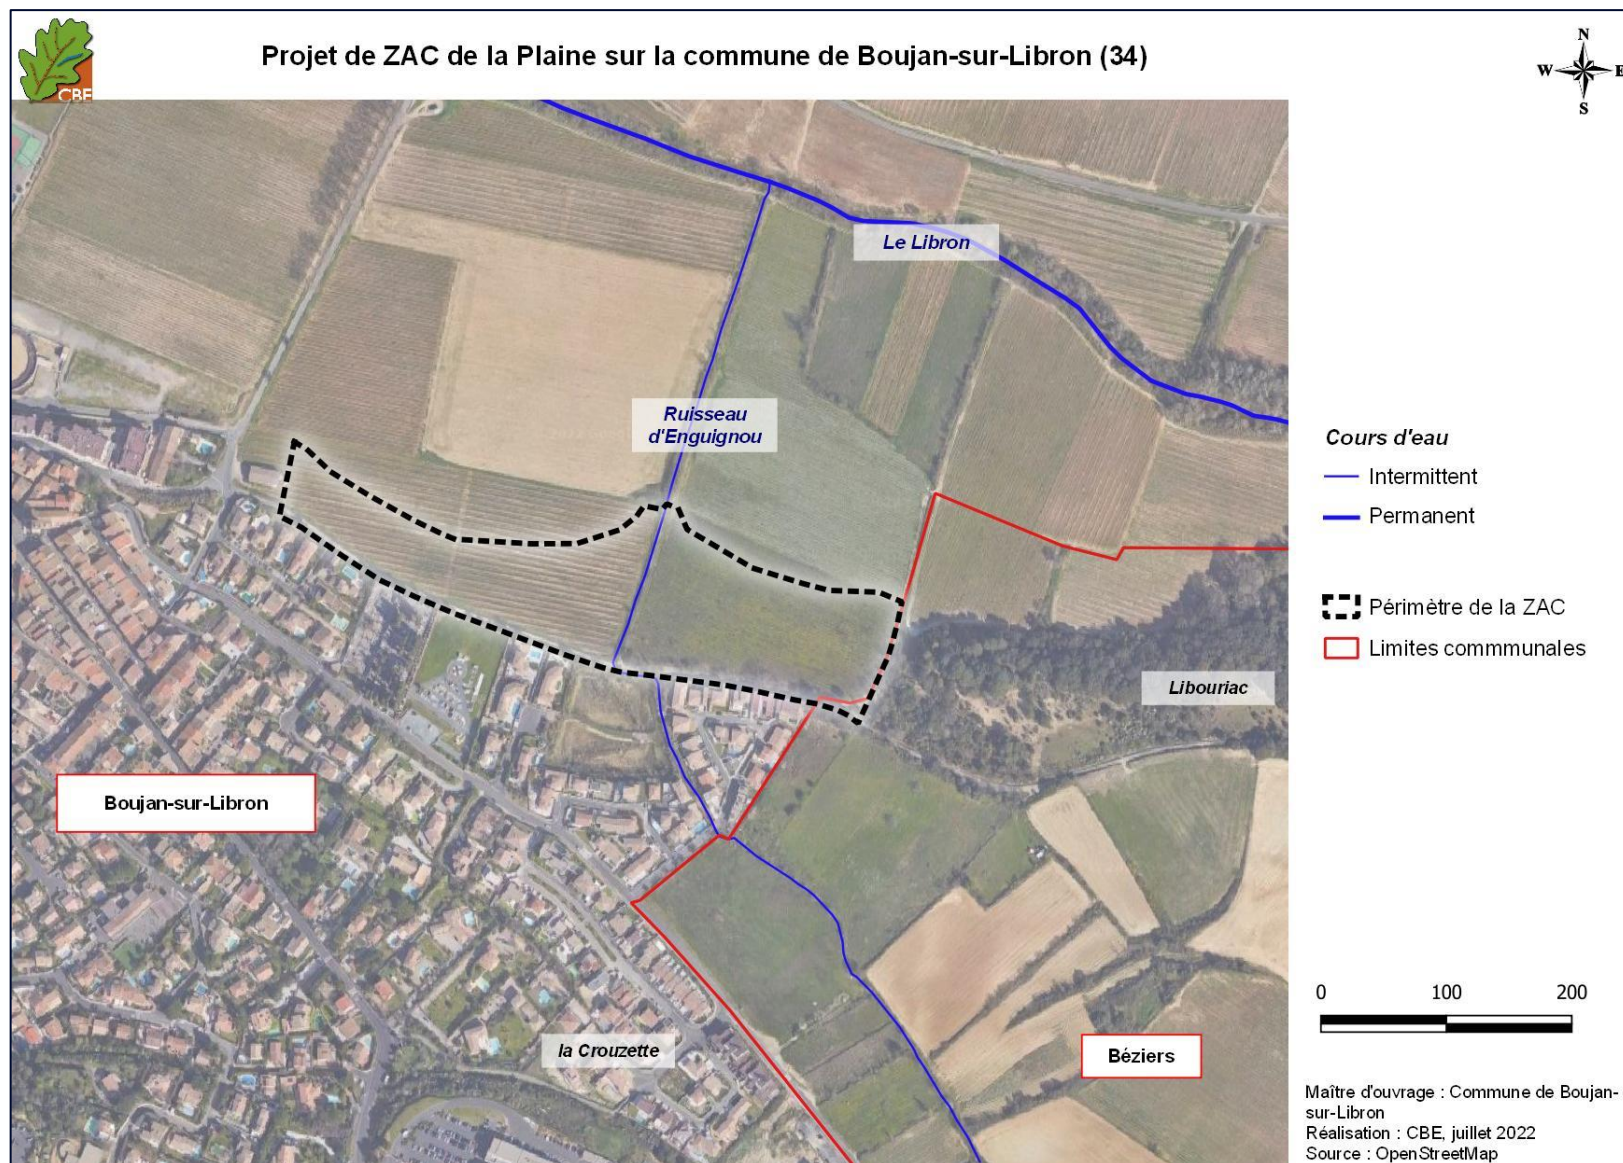 CBE
Projet de ZAC de la Plaine sur la commune de Boujan-sur-Libron (34)
N
W E
S
Le Libron
Ruisseau
d'Enguignou
Cours d'eau
Intermittent
Permanent
Périmètre de la ZAC
Limites commmunales
Libouriac
Boujan-sur-Libron
la Crouzette
Béziers
0 100 200
Maître d'ouvrage : Commune de Boujan-
sur-Libron
Réalisation : CBE, juillet 2022
Source : OpenStreetMap